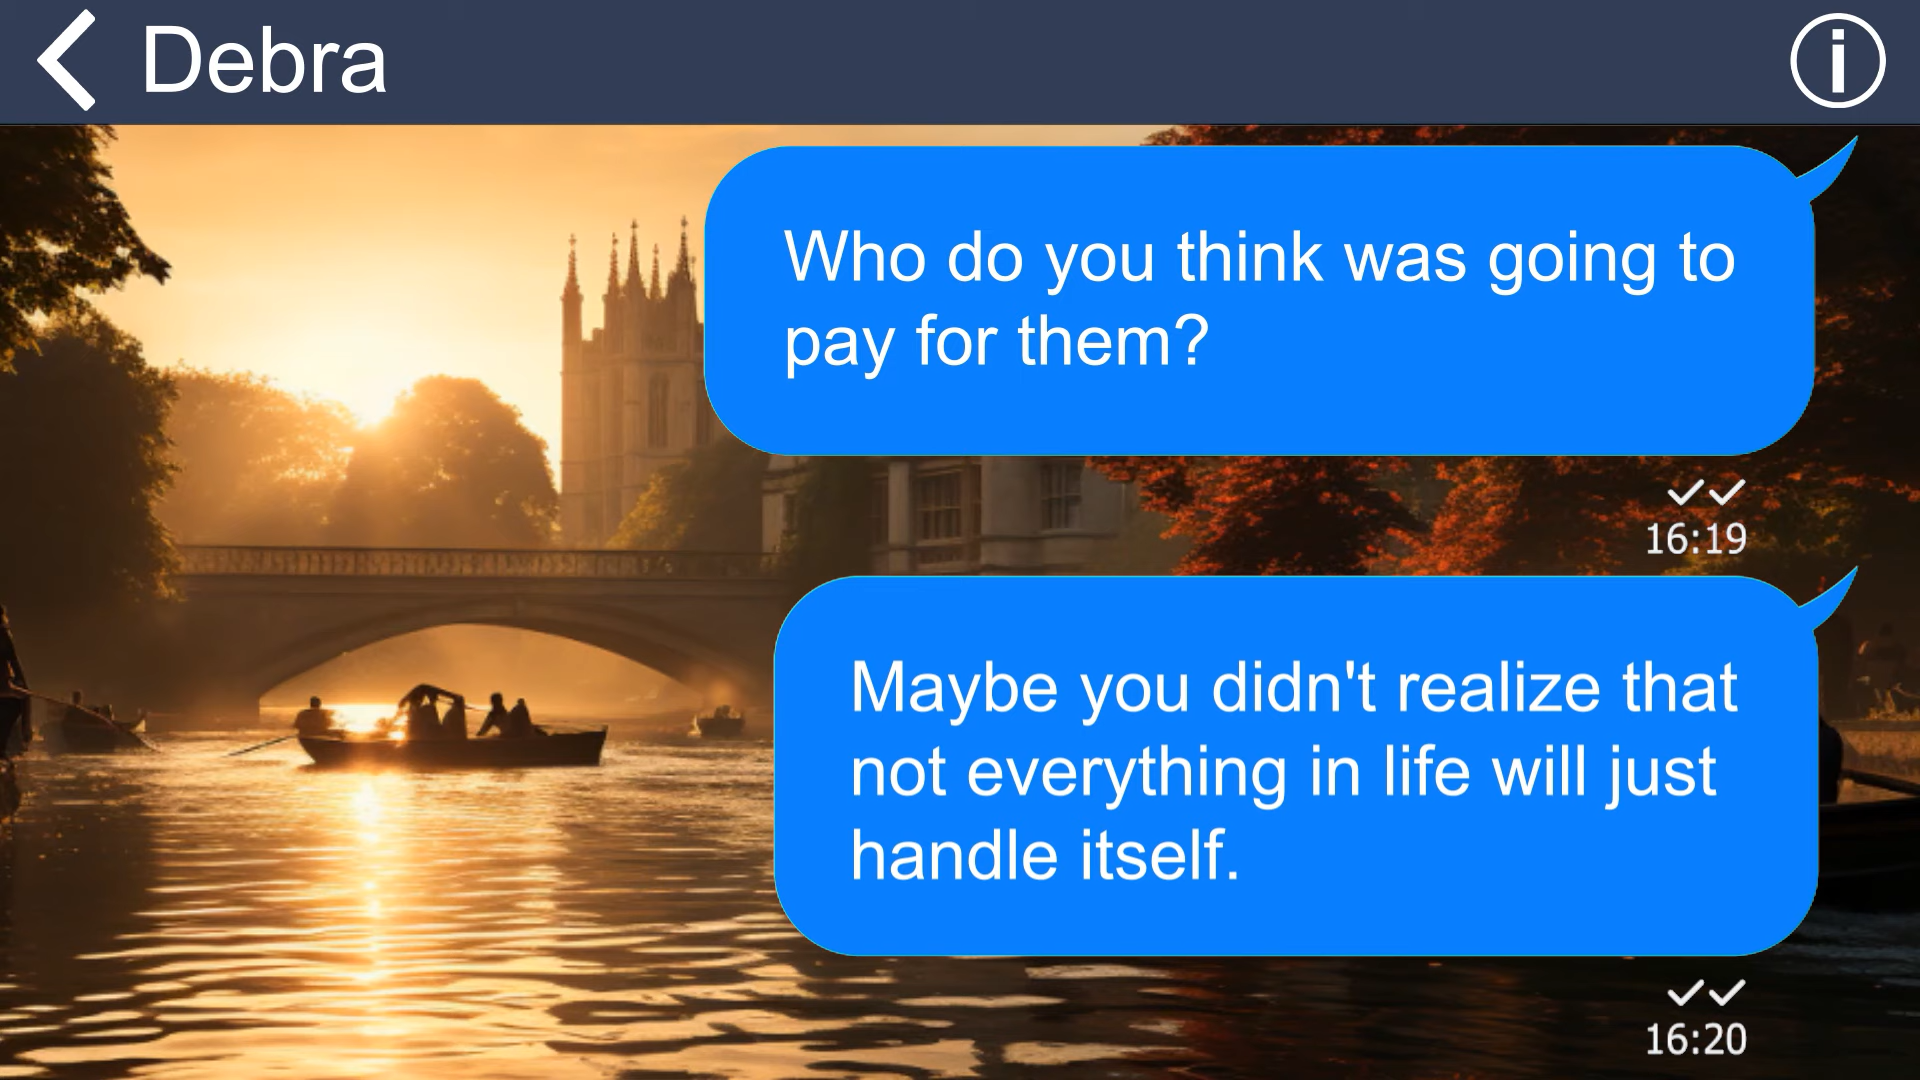 Debra
Who do you think was going to
pay for them?
16:19
Maybe you didn't realize that
not everything in life will just
handle itself.
16:20